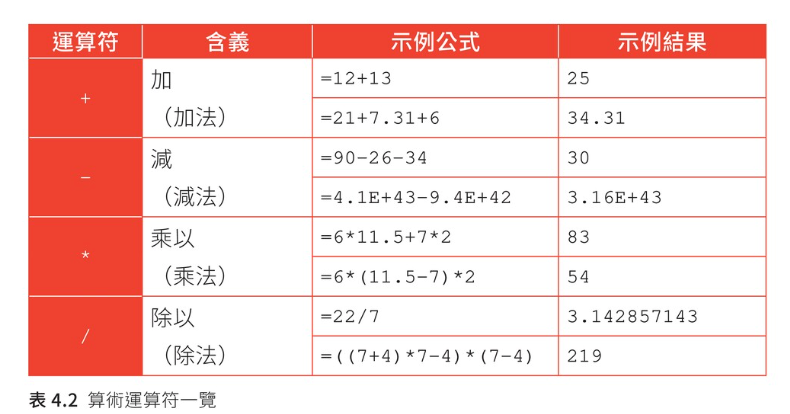 運算符 含義 示例公式 示例結果
+ 加 =12+13 25
（加法） =21+7.31+6 34.31
− 減 =90−26−34 30
（減法） =4.1E+43−9.4E+42 3.16E+43
* 乘以 =6*11.5+7*2 83
（乘法） =6*(11.5−7)*2 54
/ 除以 =22/7 3.142857143
（除法） =((7+4)*7−4)*(7−4) 219
表 4.2 算術運算符一覽